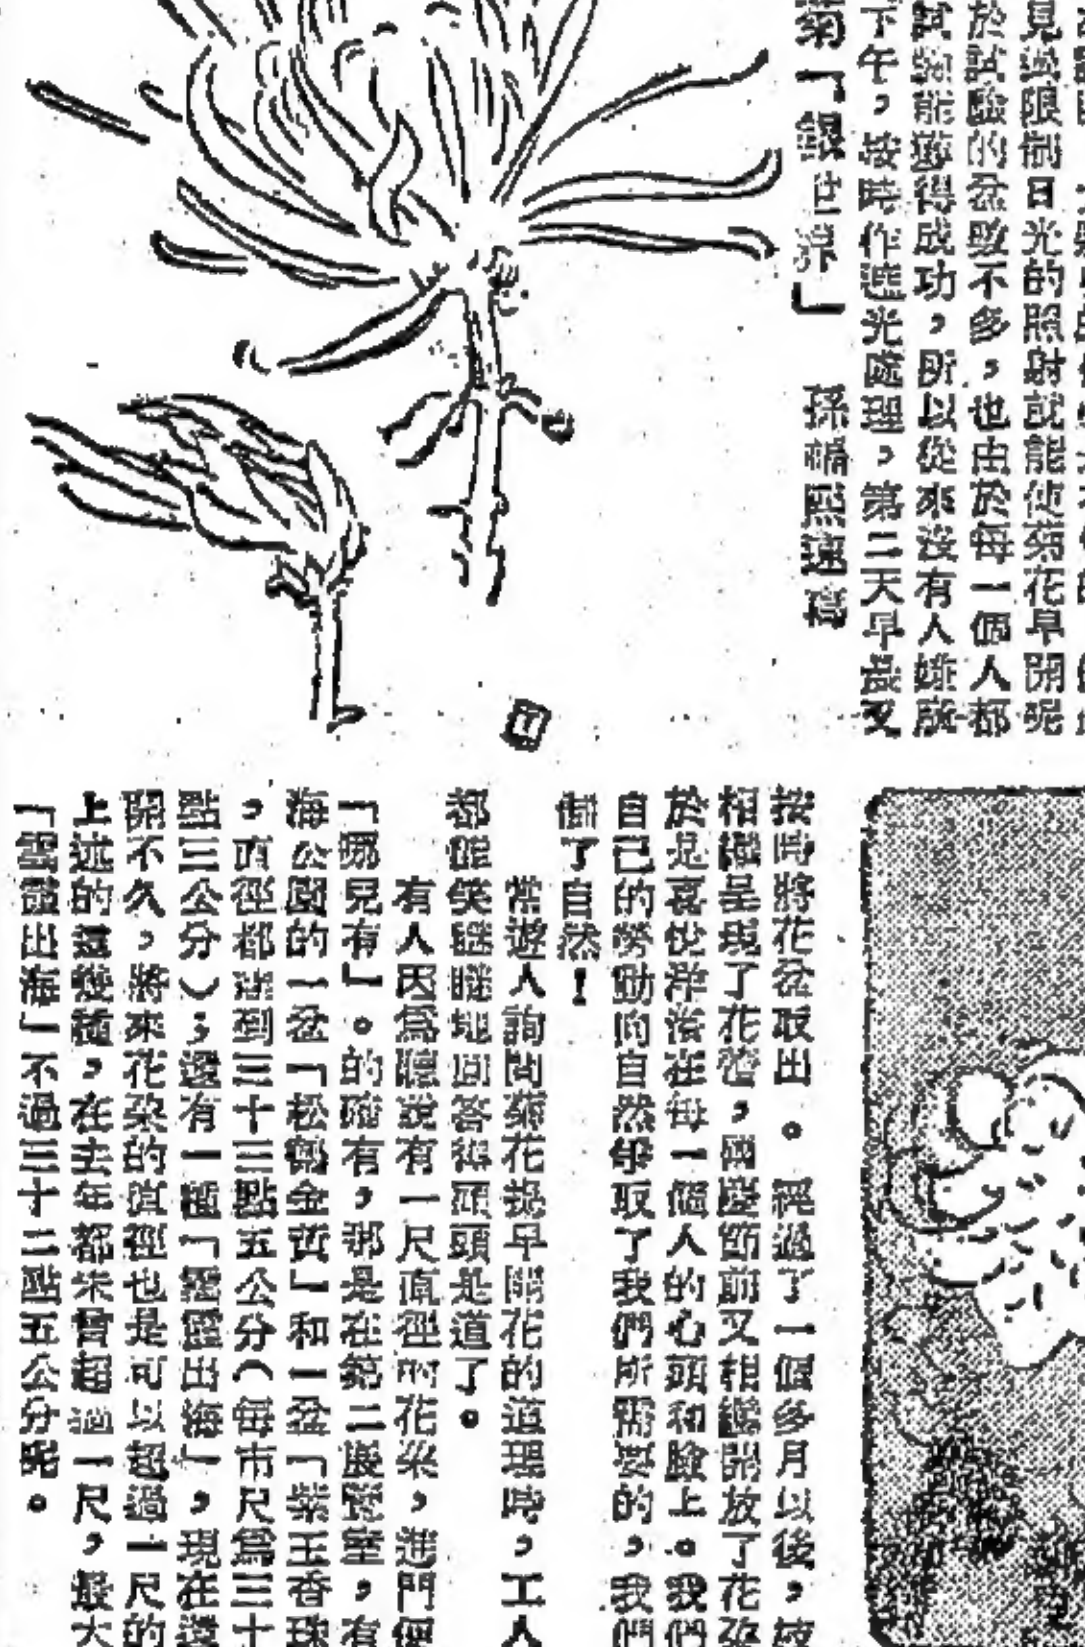 見過限制日光的照射就能使菊花早開呢
於試驗的盆數不多,也由於每一個人都
試驗能獲得成功,所以從來沒有人
下午,按時作遮光處理,第二天早晨又
菊「銀世界」 孫福熙速寫
按時將花盆取出。經過了一個多月以後,
相繼呈現了花蕾,國慶節前又相繼開放了花朵
於是喜悅洋溢在每一個人的心頭和臉上。我們
自己的勞動向自然爭取了我們所需要的,我們
了自然!
常遊人詢問菊花提早開花的道理時,工人
都能笑瞇瞇地回答得頭頭是道了。
有人因爲聽說有一尺直徑的花朵,進門便
「哪兒有」。的確有,那是在第二展覽室,有
海公園的一盆「松鶴金賁」和一盆「紫玉香珠
,直徑都達到三十三點五公分(每市尺爲三十
點三公分);還有一種「靈鼉出海」,現在還
開不久,將來花朵的直徑也是可以超過一尺的
上述的這幾種,在去年都未曾超過一尺,最大
「靈鼉出海」不過三十二點五公分呢。